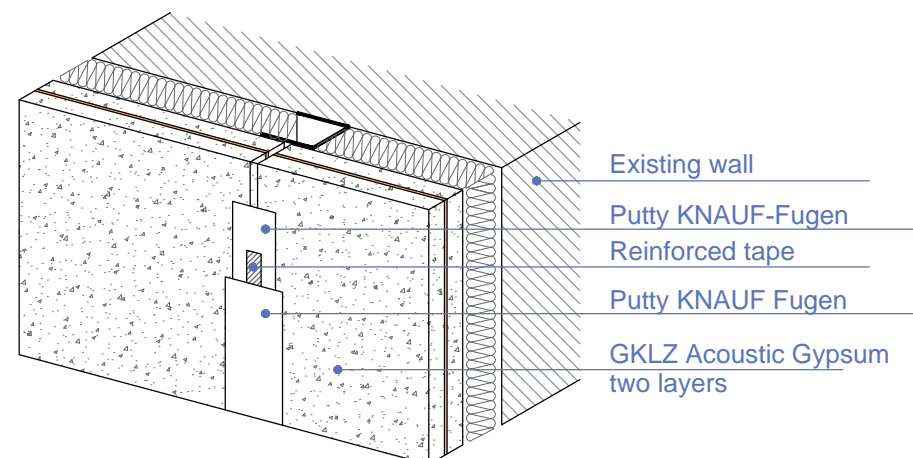 Existing wall
Putty KNAUF-Fugen
Reinforced tape
Putty KNAUF Fugen
GKLZ Acoustic Gypsum
two layers